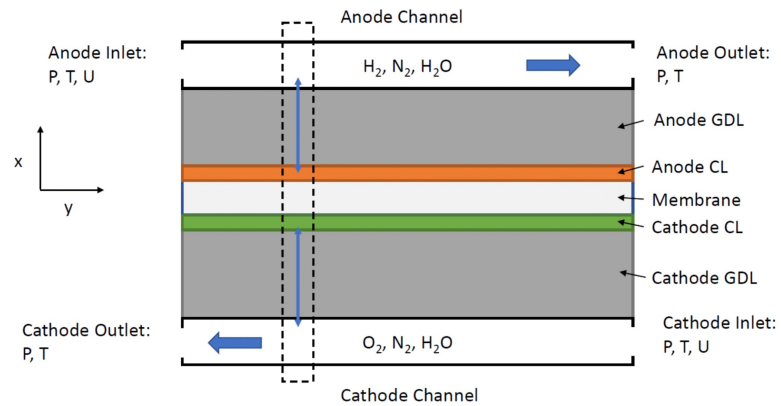 Anode Channel
Anode Inlet:
P, T, U
H₂, N₂, H₂O
Anode Outlet:
P, T
Anode GDL
x
Anode CL
y
Membrane
Cathode CL
Cathode GDL
Cathode Outlet:
P, T
O₂, N₂, H₂O
Cathode Inlet:
P, T, U
Cathode Channel